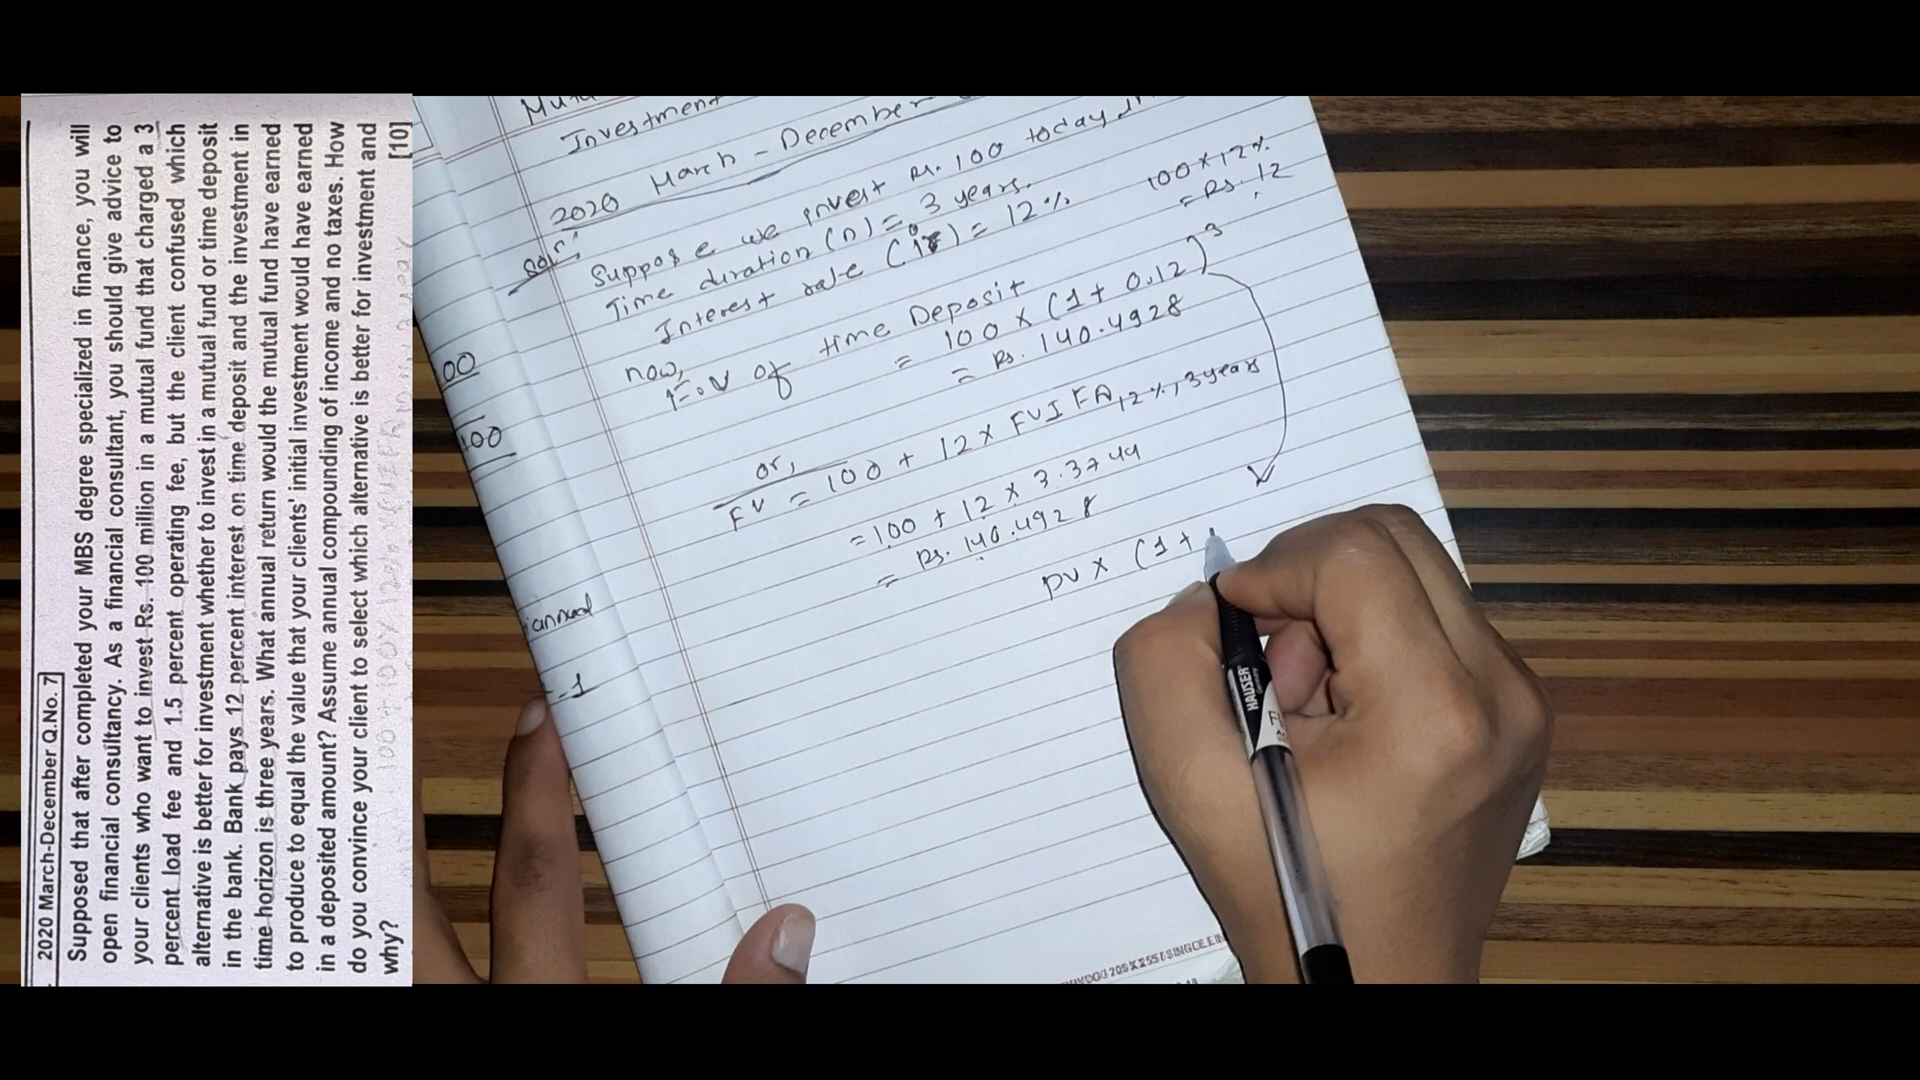 2020 March-December Q.No. 7
Supposed that after completed your MBS degree specialized in finance, you will
open financial consultancy. As a financial consultant, you should give advice to
your clients who want to invest Rs. 100 million in a mutual fund that charged a 3
percent load fee and 1.5 percent operating fee, but the client confused which
alternative is better for investment whether to invest in a mutual fund or time deposit
in the bank. Bank pays 12 percent interest on time deposit and the investment in
time horizon is three years. What annual return would the mutual fund have earned
to produce to equal the value that your clients' initial investment would have earned
in a deposited amount? Assume annual compounding of income and no taxes. How
do you convince your client to select which alternative is better for investment and
why? [10]
Investment
2020 March - December
Soln:
Suppose we invest Rs. 100 today
Time duration (n) = 3 years.
Interest rate (i) = 12%
100 × 12%
= Rs. 12
now,
F.V of time Deposit
= 100 × (1 + 0.12)3
= Rs. 140.4928
or,
FV = 100 + 12 × FVIFA 12%, 3 years
= 100 + 12 × 3.3744
= Rs. 140.4928
PV × (1 +
00
100
annual
-1
HAUSER